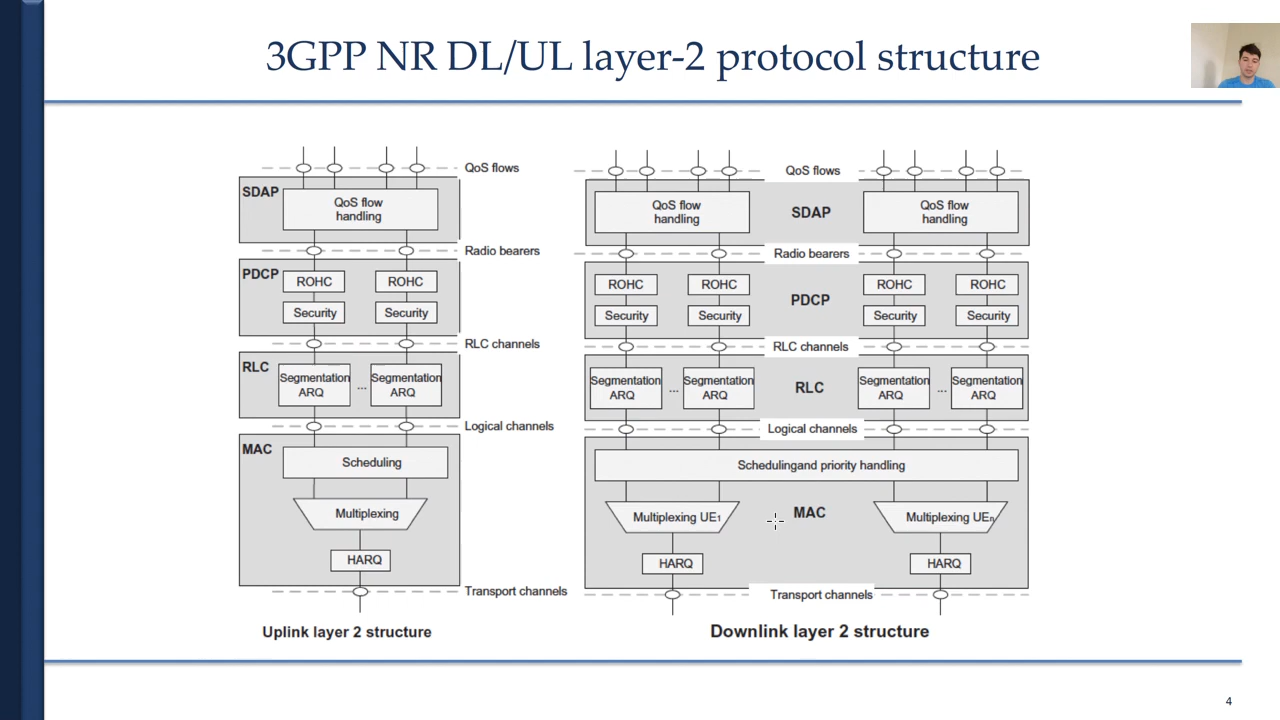 3GPP NR DL/UL layer-2 protocol structure
QoS flows
SDAP
QoS flow
handling
Radio bearers
PDCP
ROHC
ROHC
Security
Security
RLC channels
RLC
Segmentation
ARQ
...
Segmentation
ARQ
Logical channels
MAC
Scheduling
Multiplexing
HARQ
Transport channels
Uplink layer 2 structure
QoS flows
QoS flow
handling
SDAP
QoS flow
handling
Radio bearers
ROHC
ROHC
PDCP
ROHC
ROHC
Security
Security
Security
Security
RLC channels
Segmentation
ARQ
...
Segmentation
ARQ
RLC
Segmentation
ARQ
...
Segmentation
ARQ
Logical channels
Schedulingand priority handling
Multiplexing UE1
MAC
Multiplexing UEn
HARQ
HARQ
Transport channels
Downlink layer 2 structure
4